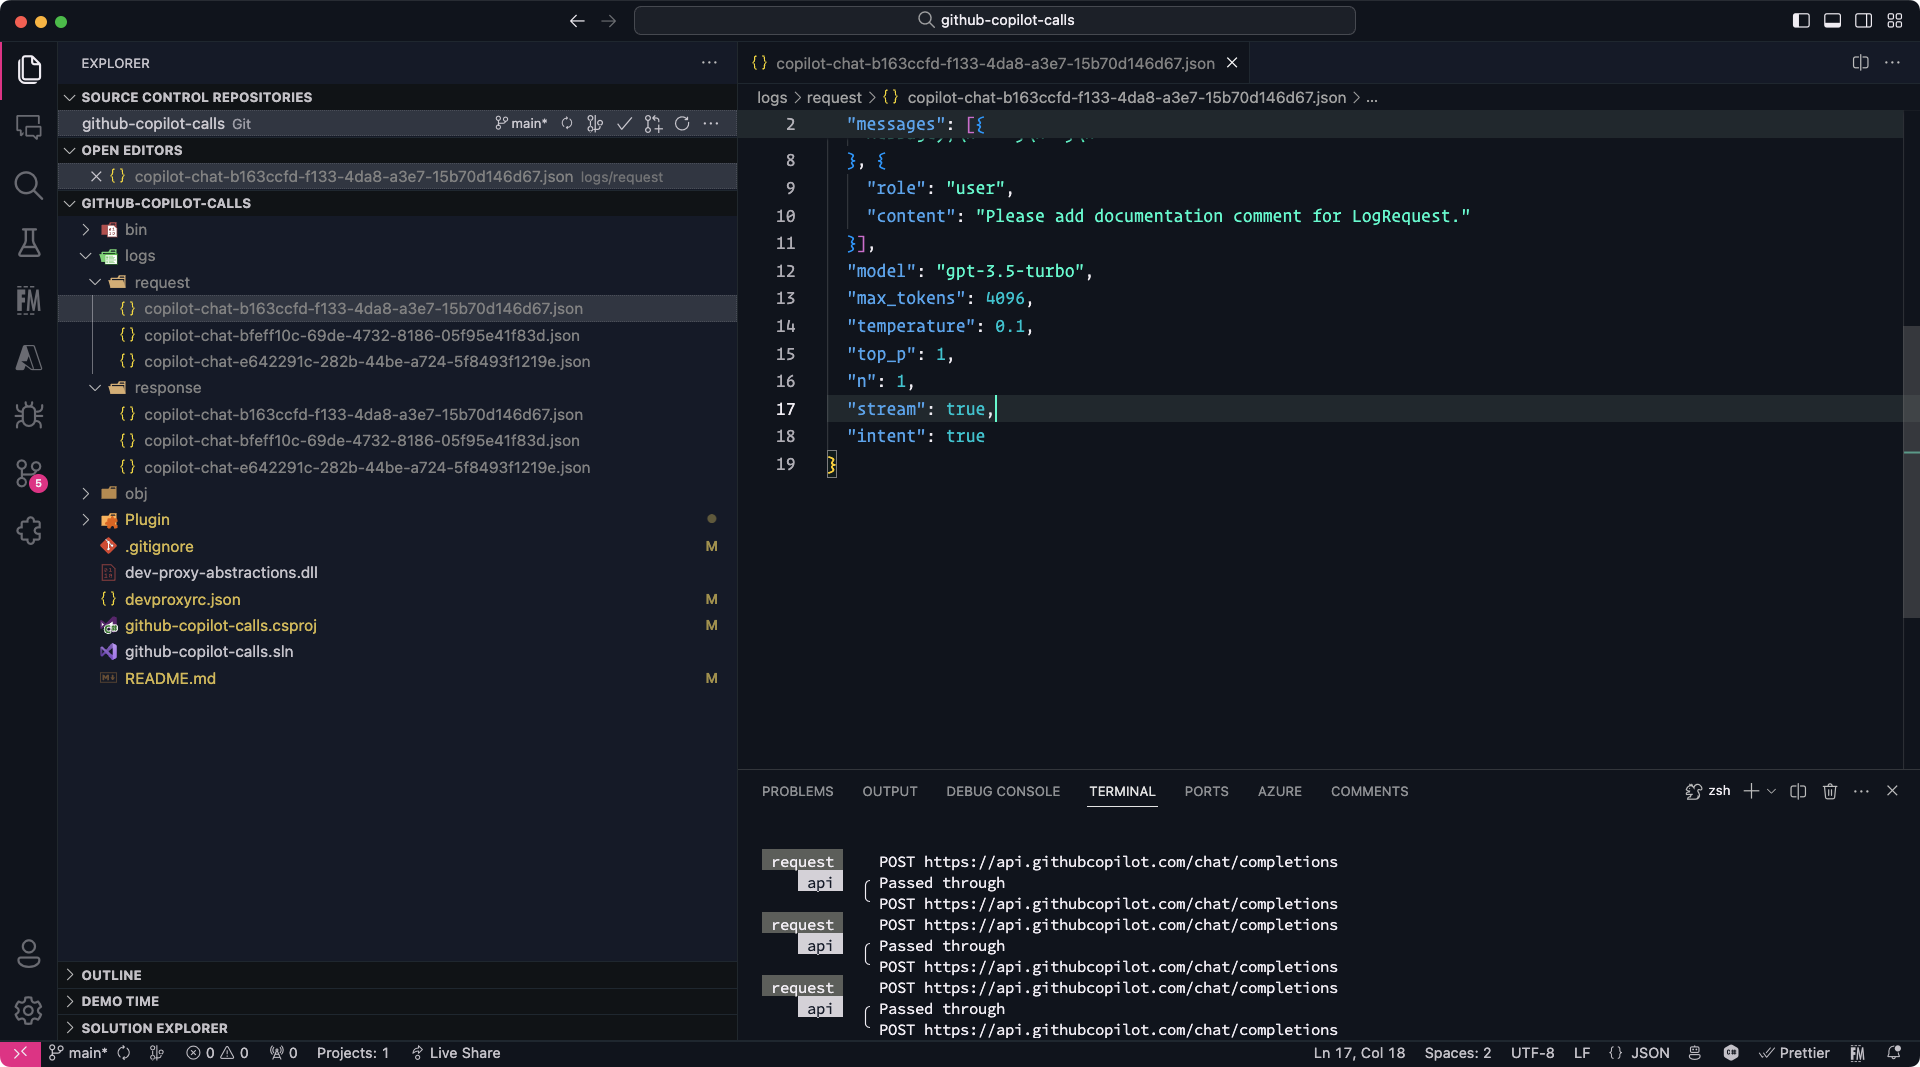 github-copilot-calls
EXPLORER
SOURCE CONTROL REPOSITORIES
github-copilot-calls Git main*
OPEN EDITORS
copilot-chat-b163ccfd-f133-4da8-a3e7-15b70d146d67.json logs/request
GITHUB-COPILOT-CALLS
bin
logs
request
copilot-chat-b163ccfd-f133-4da8-a3e7-15b70d146d67.json
copilot-chat-bfeff10c-69de-4732-8186-05f95e41f83d.json
copilot-chat-e642291c-282b-44be-a724-5f8493f1219e.json
response
copilot-chat-b163ccfd-f133-4da8-a3e7-15b70d146d67.json
copilot-chat-bfeff10c-69de-4732-8186-05f95e41f83d.json
copilot-chat-e642291c-282b-44be-a724-5f8493f1219e.json
obj
Plugin
.gitignore M
dev-proxy-abstractions.dll
devproxyrc.json M
github-copilot-calls.csproj M
github-copilot-calls.sln
README.md M
OUTLINE
DEMO TIME
SOLUTION EXPLORER
FM
5
{} copilot-chat-b163ccfd-f133-4da8-a3e7-15b70d146d67.json
logs > request > {} copilot-chat-b163ccfd-f133-4da8-a3e7-15b70d146d67.json > ...
2 "messages": [{
8 }, {
9 "role": "user",
10 "content": "Please add documentation comment for LogRequest."
11 }],
12 "model": "gpt-3.5-turbo",
13 "max_tokens": 4096,
14 "temperature": 0.1,
15 "top_p": 1,
16 "n": 1,
17 "stream": true,
18 "intent": true
19 }
PROBLEMS OUTPUT DEBUG CONSOLE TERMINAL PORTS AZURE COMMENTS zsh
request POST https://api.githubcopilot.com/chat/completions
api Passed through
POST https://api.githubcopilot.com/chat/completions
request POST https://api.githubcopilot.com/chat/completions
api Passed through
POST https://api.githubcopilot.com/chat/completions
request POST https://api.githubcopilot.com/chat/completions
api Passed through
POST https://api.githubcopilot.com/chat/completions
main* 0 0 0 Projects: 1 Live Share Ln 17, Col 18 Spaces: 2 UTF-8 LF {} JSON Prettier FM